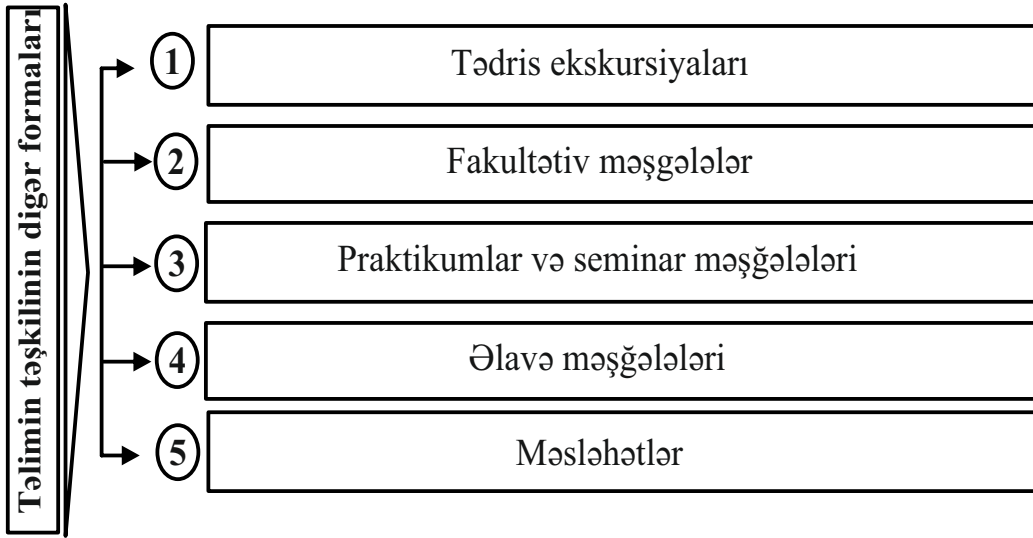 Təlimin təşkilinin digər formaları
1
Tədris ekskursiyaları
2
Fakultətiv məşgələlər
3
Praktikumlar və seminar məşğələləri
4
Əlavə məşğələləri
5
Məsləhətlər